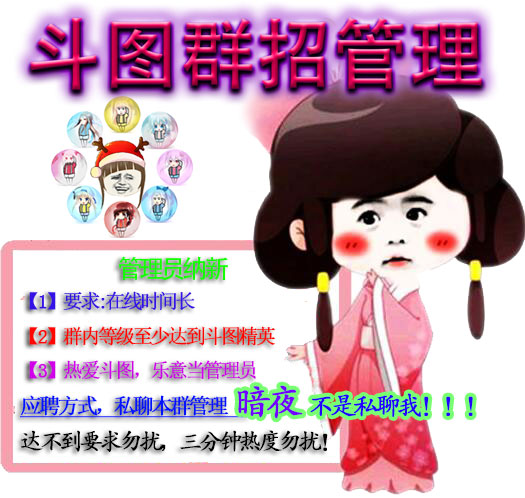 斗图群招管理
管理员纳新
【1】要求:在线时间长
【2】群内等级至少达到斗图精英
【3】热爱斗图，乐意当管理员
应聘方式，私聊本群管理 暗夜 不是私聊我！！！
达不到要求勿扰，三分钟热度勿扰！